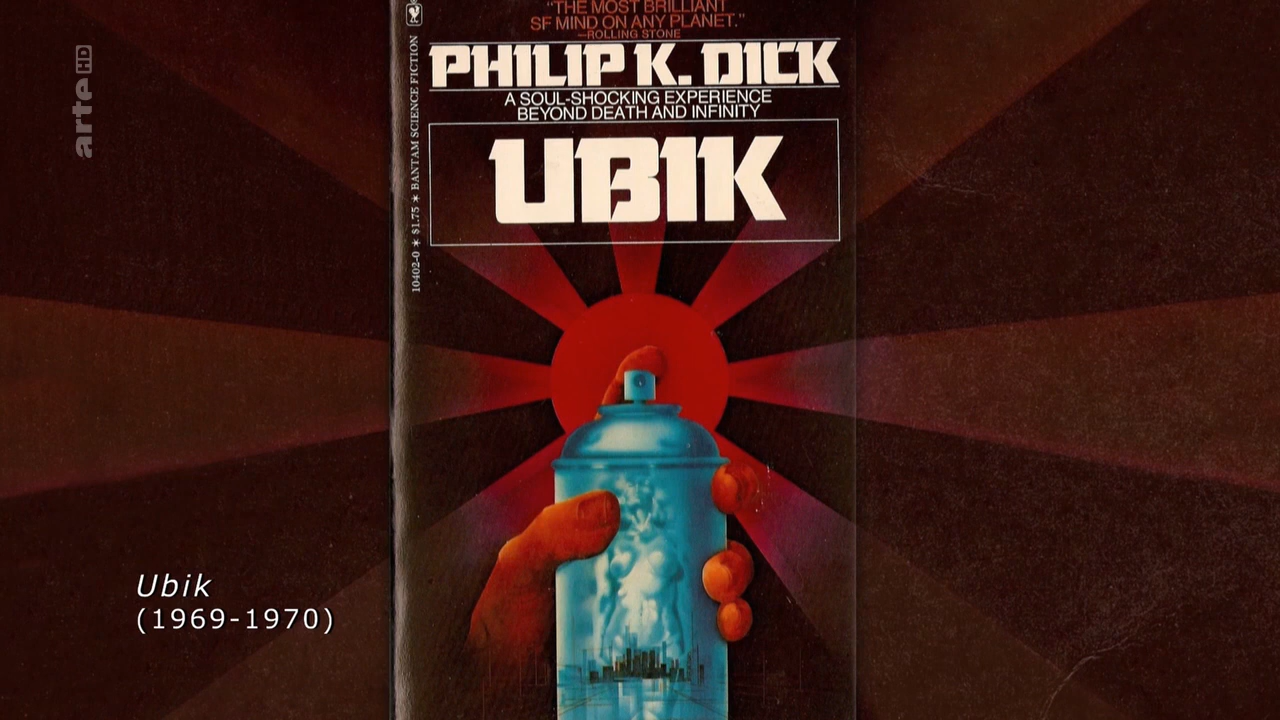 arte HD
"THE MOST BRILLIANT
SF MIND ON ANY PLANET."
—ROLLING STONE
PHILIP K. DICK
A SOUL-SHOCKING EXPERIENCE
BEYOND DEATH AND INFINITY
UBIK
10402-0 * $1.75 * BANTAM SCIENCE FICTION
Ubik
(1969-1970)